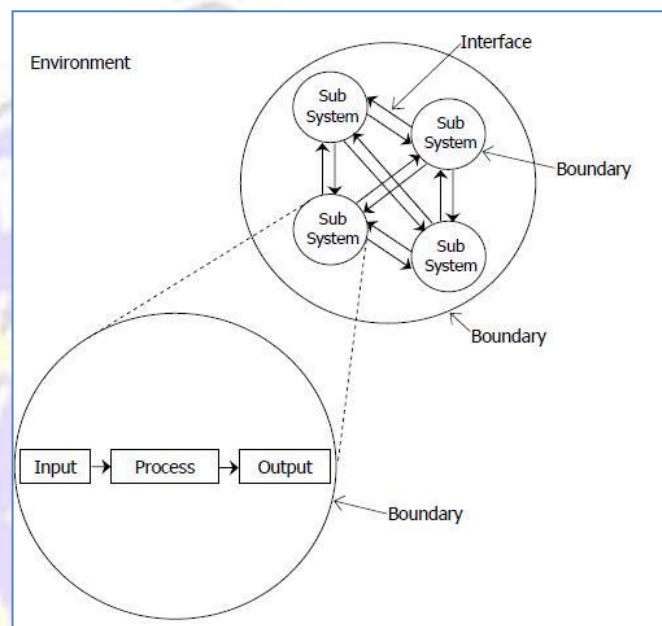 Interface
Environment
Sub
System
Sub
System
Boundary
Sub
System
Sub
System
Boundary
Input
Process
Output
Boundary